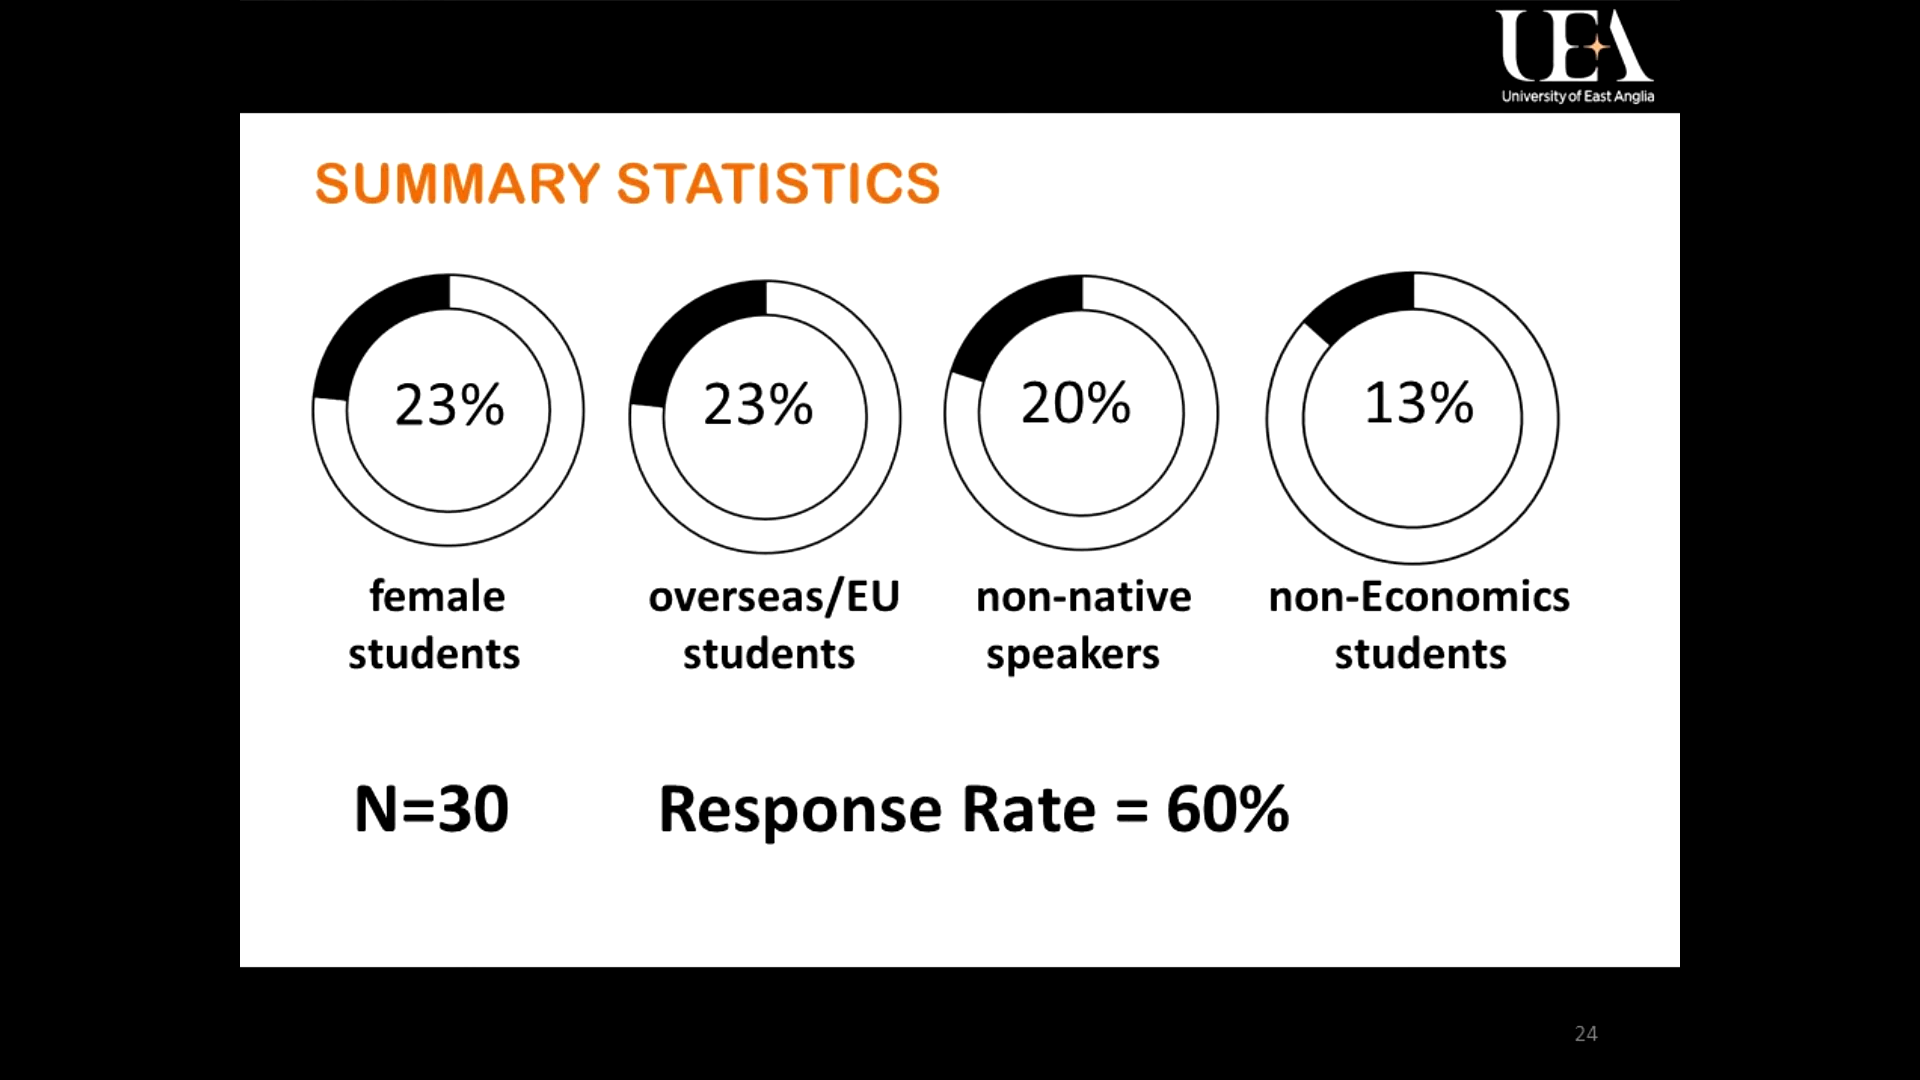 UEA
University of East Anglia
SUMMARY STATISTICS
23%
23%
20%
13%
female
students
overseas/EU
students
non-native
speakers
non-Economics
students
N=30
Response Rate = 60%
24